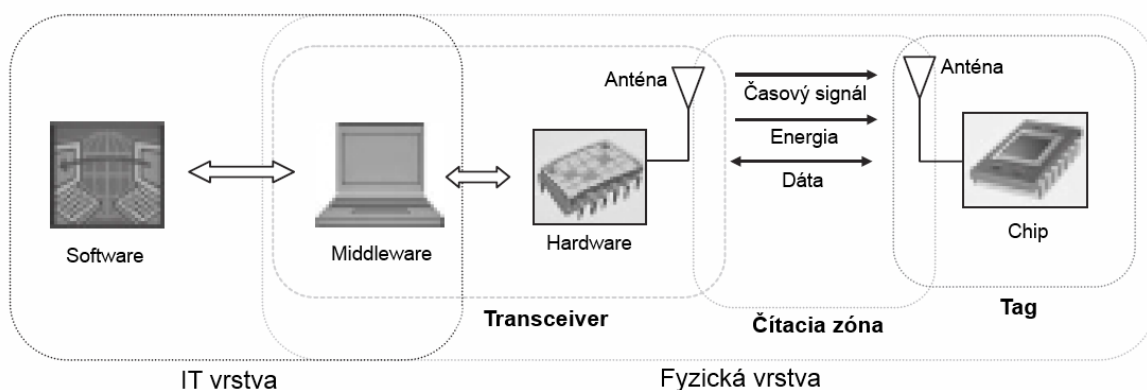 Anténa
Anténa
Časový signál
Energia
Dáta
Software
Middleware
Hardware
Chip
Transceiver
Čítacia zóna
Tag
IT vrstva
Fyzická vrstva